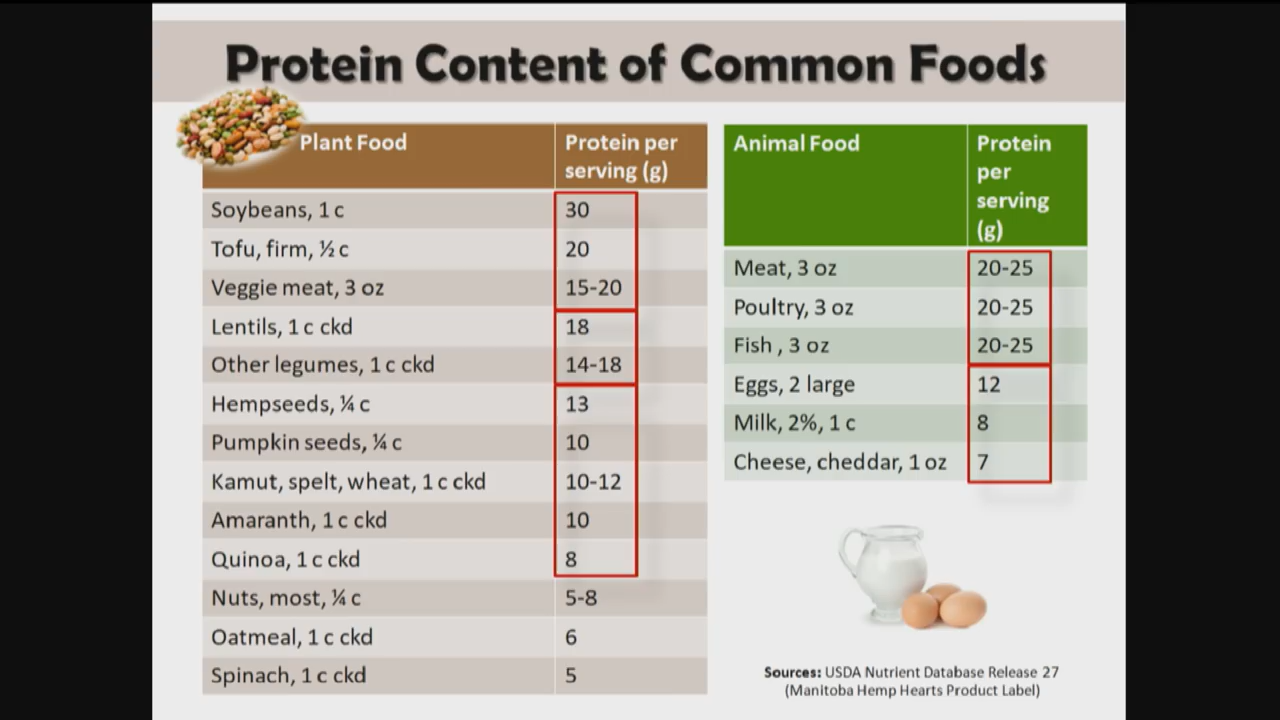 Protein Content of Common Foods
Plant Food
Protein per
serving (g)
Soybeans, 1 c
30
Tofu, firm, ½ c
20
Veggie meat, 3 oz
15-20
Lentils, 1 c ckd
18
Other legumes, 1 c ckd
14-18
Hempseeds, ¼ c
13
Pumpkin seeds, ¼ c
10
Kamut, spelt, wheat, 1 c ckd
10-12
Amaranth, 1 c ckd
10
Quinoa, 1 c ckd
8
Nuts, most, ¼ c
5-8
Oatmeal, 1 c ckd
6
Spinach, 1 c ckd
5
Animal Food
Protein
per
serving
(g)
Meat, 3 oz
20-25
Poultry, 3 oz
20-25
Fish , 3 oz
20-25
Eggs, 2 large
12
Milk, 2%, 1 c
8
Cheese, cheddar, 1 oz
7
Sources: USDA Nutrient Database Release 27
(Manitoba Hemp Hearts Product Label)